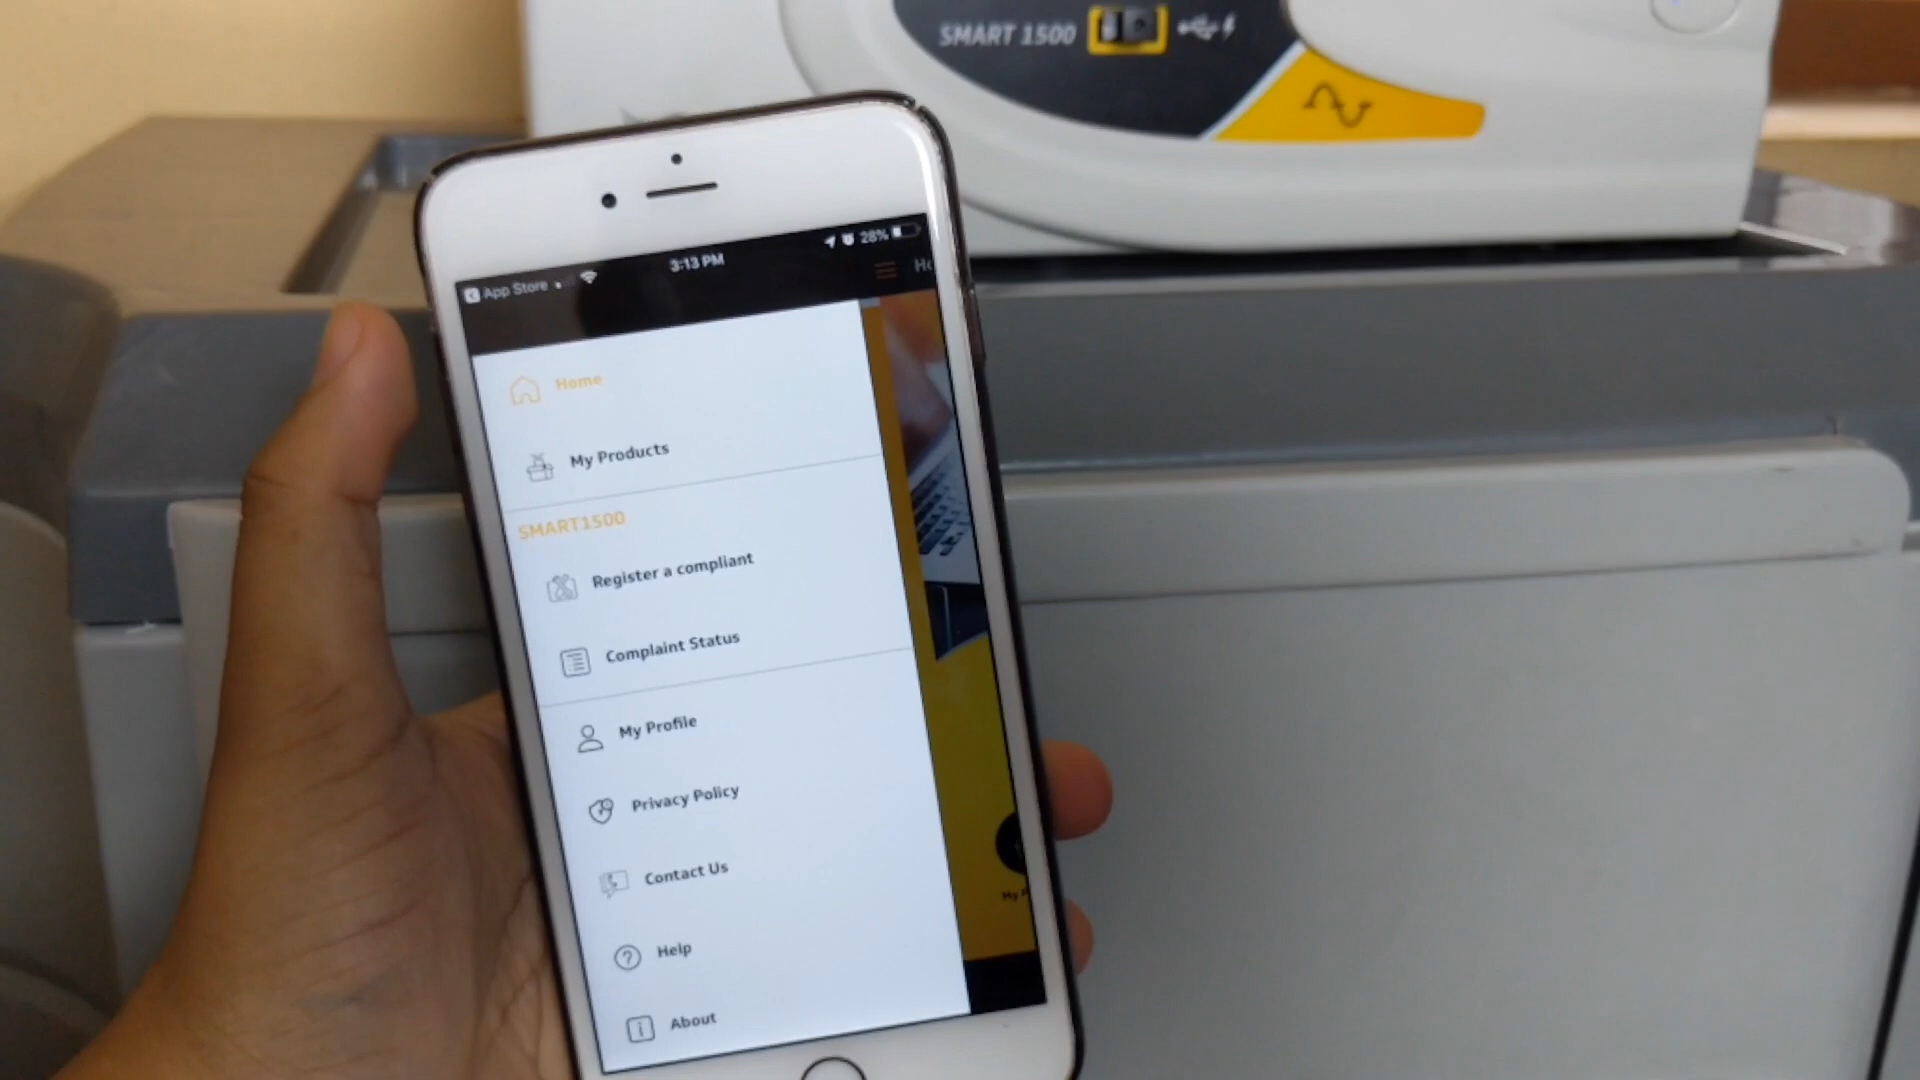 SMART 1500
App Store
3:13 PM
28%
Home
My Products
SMART1500
Register a compliant
Complaint Status
My Profile
Privacy Policy
Contact Us
Help
About
My